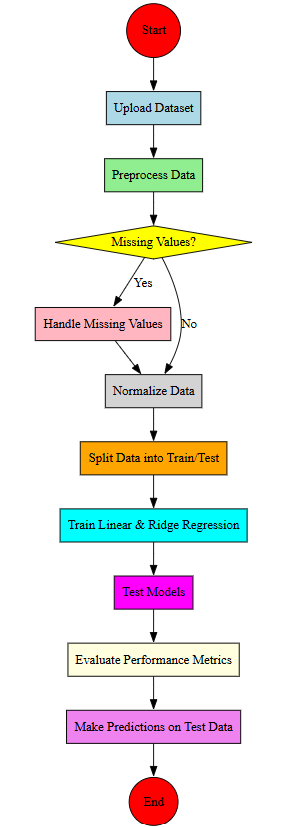 Start
Upload Dataset
Preprocess Data
Missing Values?
Yes
Handle Missing Values
No
Normalize Data
Split Data into Train/Test
Train Linear & Ridge Regression
Test Models
Evaluate Performance Metrics
Make Predictions on Test Data
End